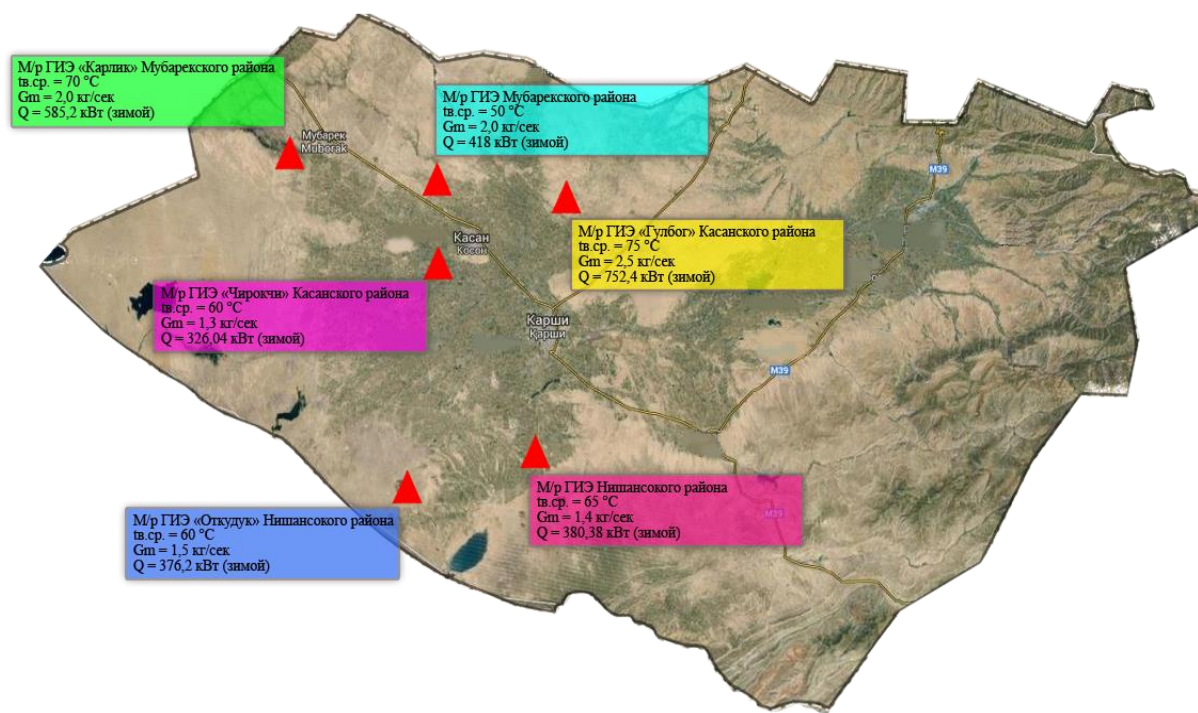 М/р ГИЭ «Карлик» Мубарекского района
tв.ср. = 70 °C
Gm = 2,0 кг/сек
Q = 585,2 кВт (зимой)
М/р ГИЭ Мубарекского района
tв.ср. = 50 °C
Gm = 2,0 кг/сек
Q = 418 кВт (зимой)
Мубарек
Muborak
M39
М/р ГИЭ «Гулбог» Касанского района
tв.ср. = 75 °C
Gm = 2,5 кг/сек
Q = 752,4 кВт (зимой)
Касан
Косон
М/р ГИЭ «Чирокчи» Касанского района
tв.ср. = 60 °C
Gm = 1,3 кг/сек
Q = 326,04 кВт (зимой)
Карши
Қарши
M39
М/р ГИЭ Нишансокого района
tв.ср. = 65 °C
Gm = 1,4 кг/сек
Q = 380,38 кВт (зимой)
M39
М/р ГИЭ «Откудук» Нишансокого района
tв.ср. = 60 °C
Gm = 1,5 кг/сек
Q = 376,2 кВт (зимой)